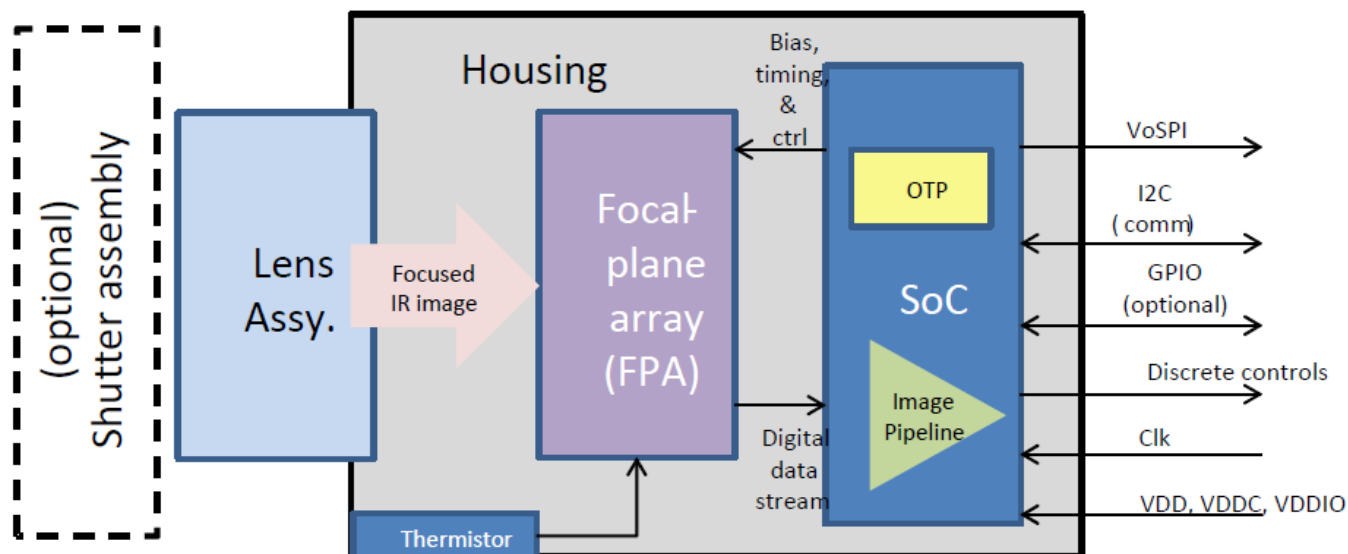 (optional)
Shutter assembly
Lens
Assy.
Housing
Focused
IR image
Focal-
plane
array
(FPA)
Thermistor
Bias,
timing,
&
ctrl
Digital
data
stream
OTP
SoC
Image
Pipeline
VoSPI
I2C
( comm)
GPIO
(optional)
Discrete controls
Clk
VDD, VDDC, VDDIO